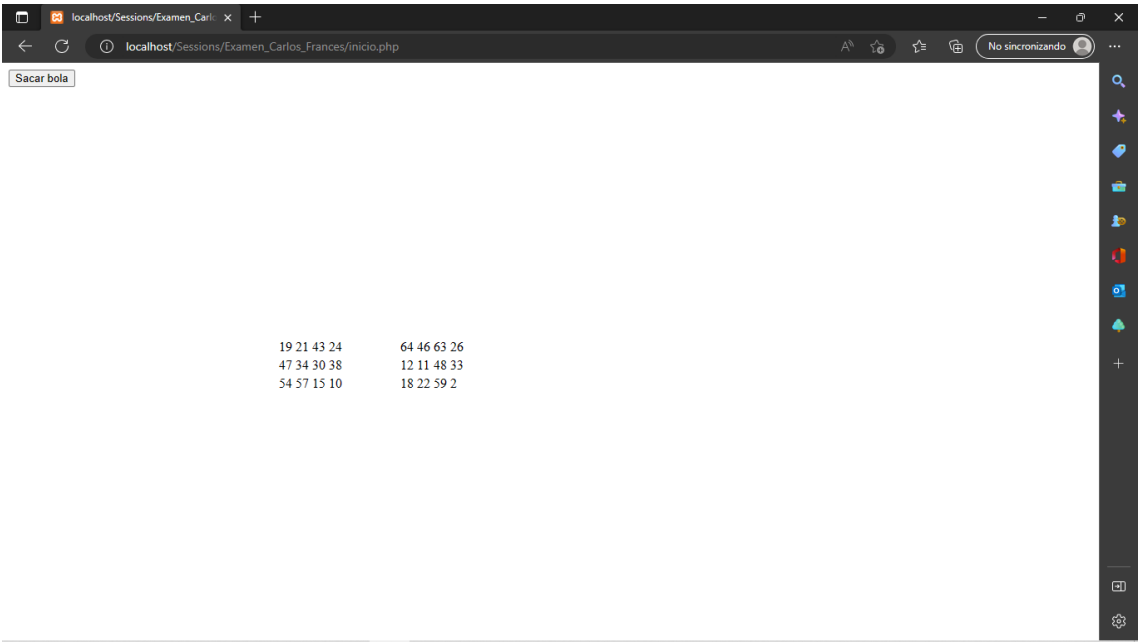 localhost/Sessions/Examen_Carlo
localhost/Sessions/Examen_Carlos_Frances/inicio.php
No sincronizando
Sacar bola
19 21 43 24
47 34 30 38
54 57 15 10
64 46 63 26
12 11 48 33
18 22 59 2